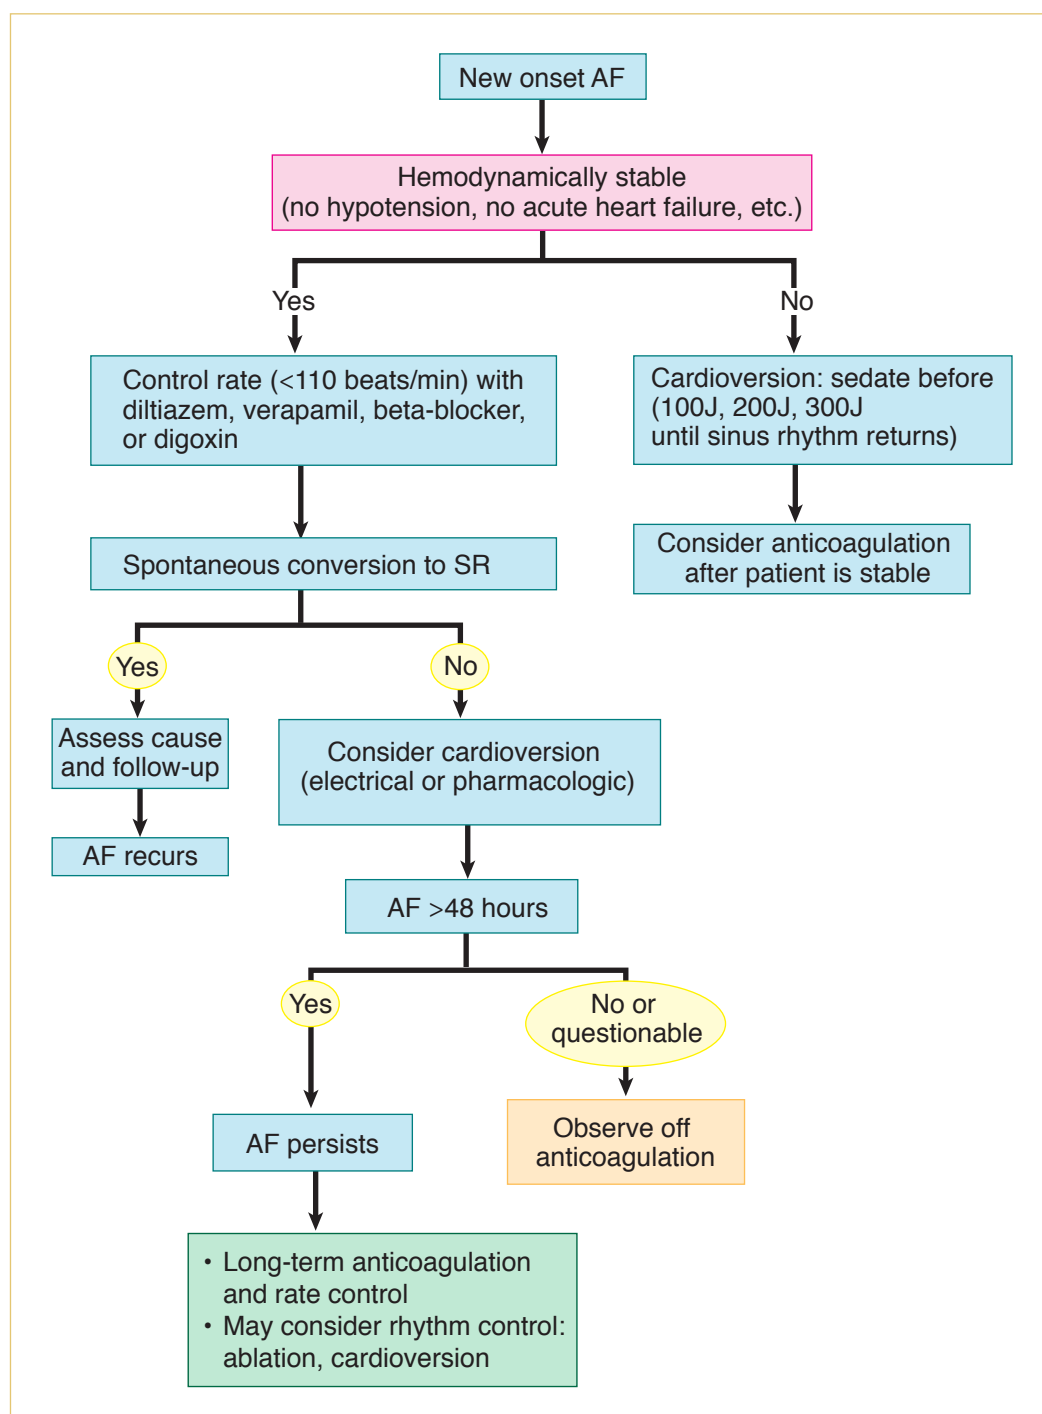 New onset AF
Hemodynamically stable
(no hypotension, no acute heart failure, etc.)
Yes
No
Control rate (<110 beats/min) with
diltiazem, verapamil, beta-blocker,
or digoxin
Cardioversion: sedate before
(100J, 200J, 300J
until sinus rhythm returns)
Consider anticoagulation
after patient is stable
Spontaneous conversion to SR
Yes
No
Assess cause
and follow-up
AF recurs
Consider cardioversion
(electrical or pharmacologic)
AF >48 hours
Yes
No or
questionable
AF persists
Observe off
anticoagulation
• Long-term anticoagulation
and rate control
• May consider rhythm control:
ablation, cardioversion